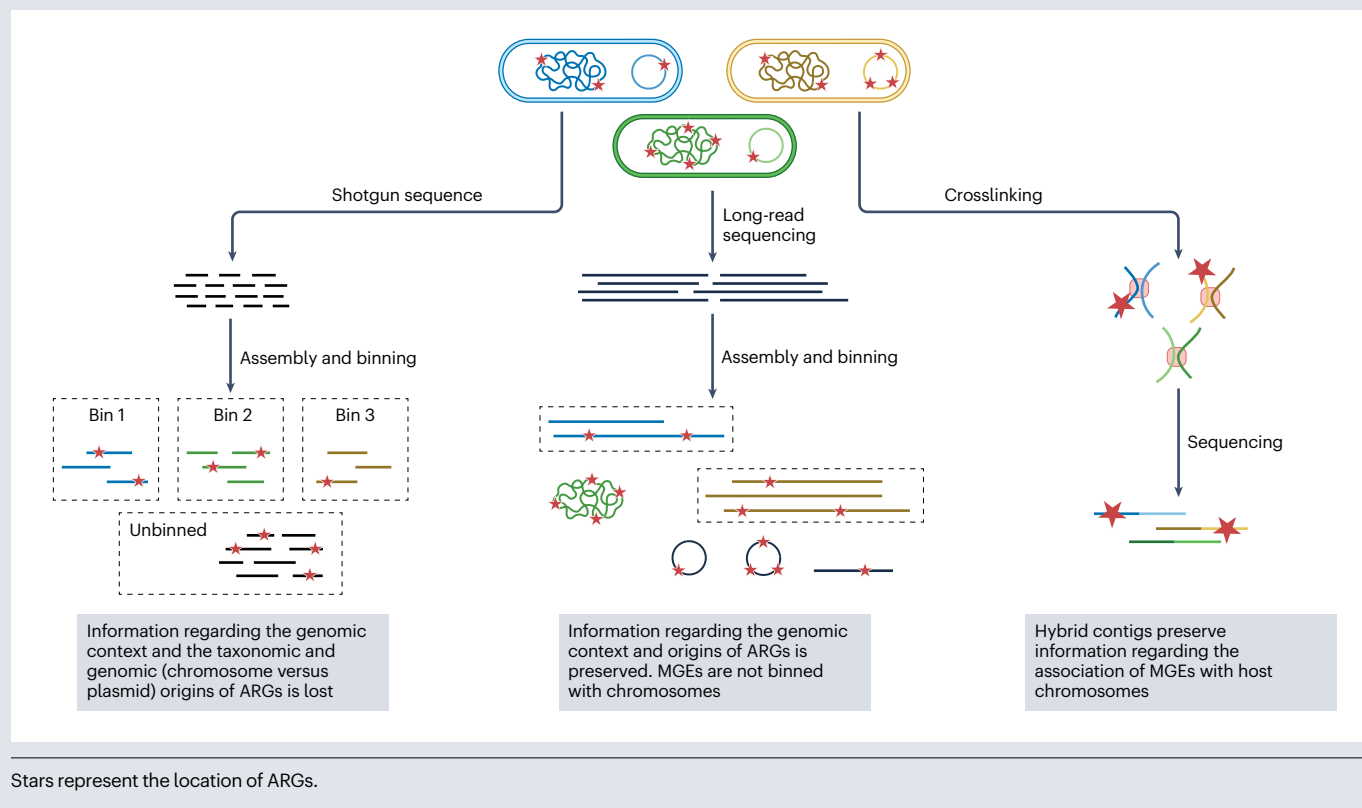 Shotgun sequence
Long-read
sequencing
Crosslinking
Assembly and binning
Assembly and binning
Bin 1
Bin 2
Bin 3
Sequencing
Unbinned
Information regarding the genomic
context and the taxonomic and
genomic (chromosome versus
plasmid) origins of ARGs is lost
Information regarding the genomic
context and origins of ARGs is
preserved. MGEs are not binned
with chromosomes
Hybrid contigs preserve
information regarding the
association of MGEs with host
chromosomes
Stars represent the location of ARGs.